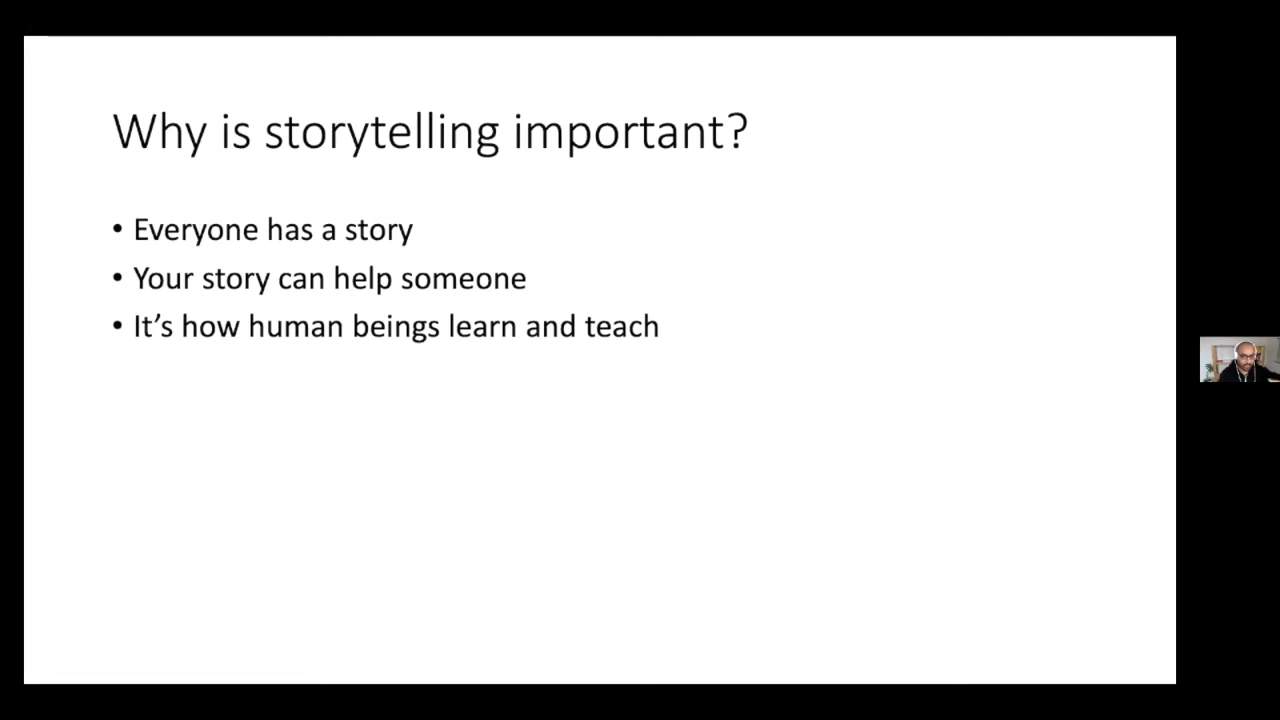 Why is storytelling important?
• Everyone has a story
• Your story can help someone
• It’s how human beings learn and teach